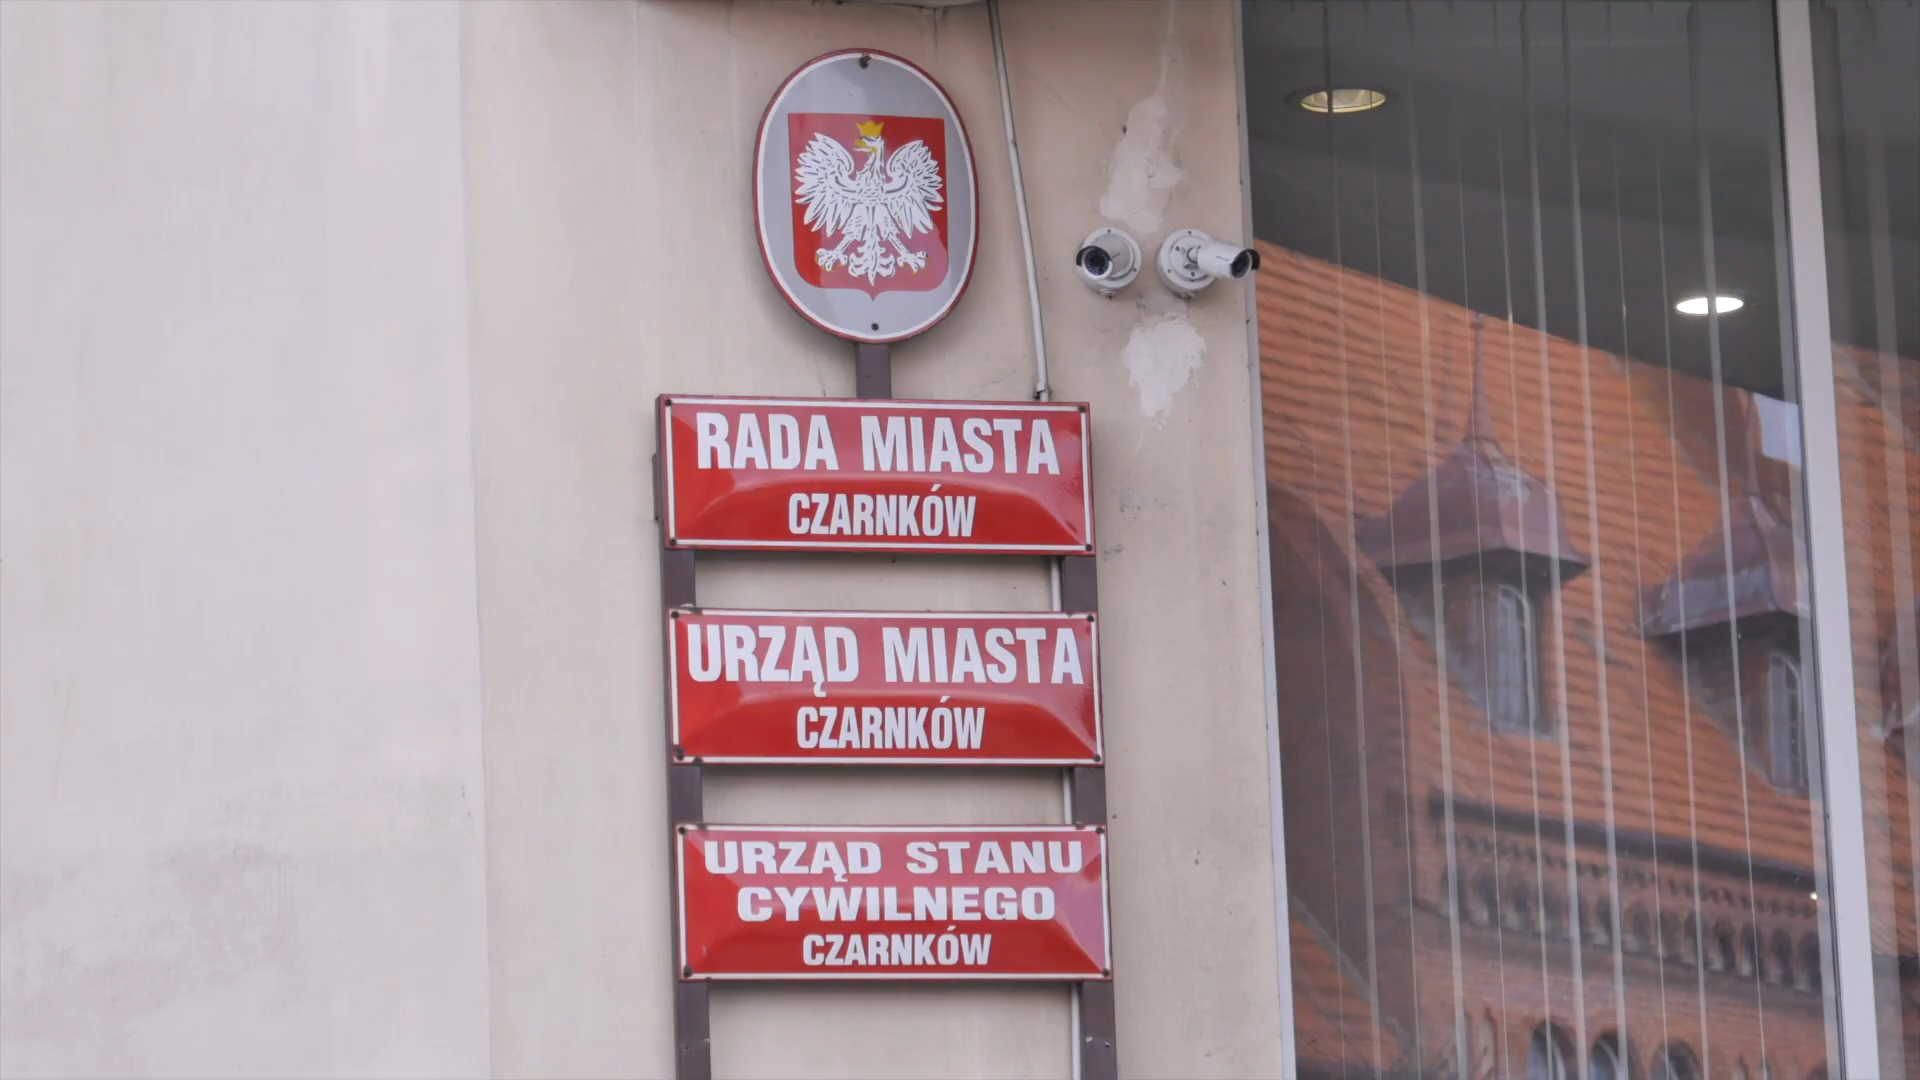 RADA MIASTA
CZARNKÓW
URZĄD MIASTA
CZARNKÓW
URZĄD STANU
CYWILNEGO
CZARNKÓW